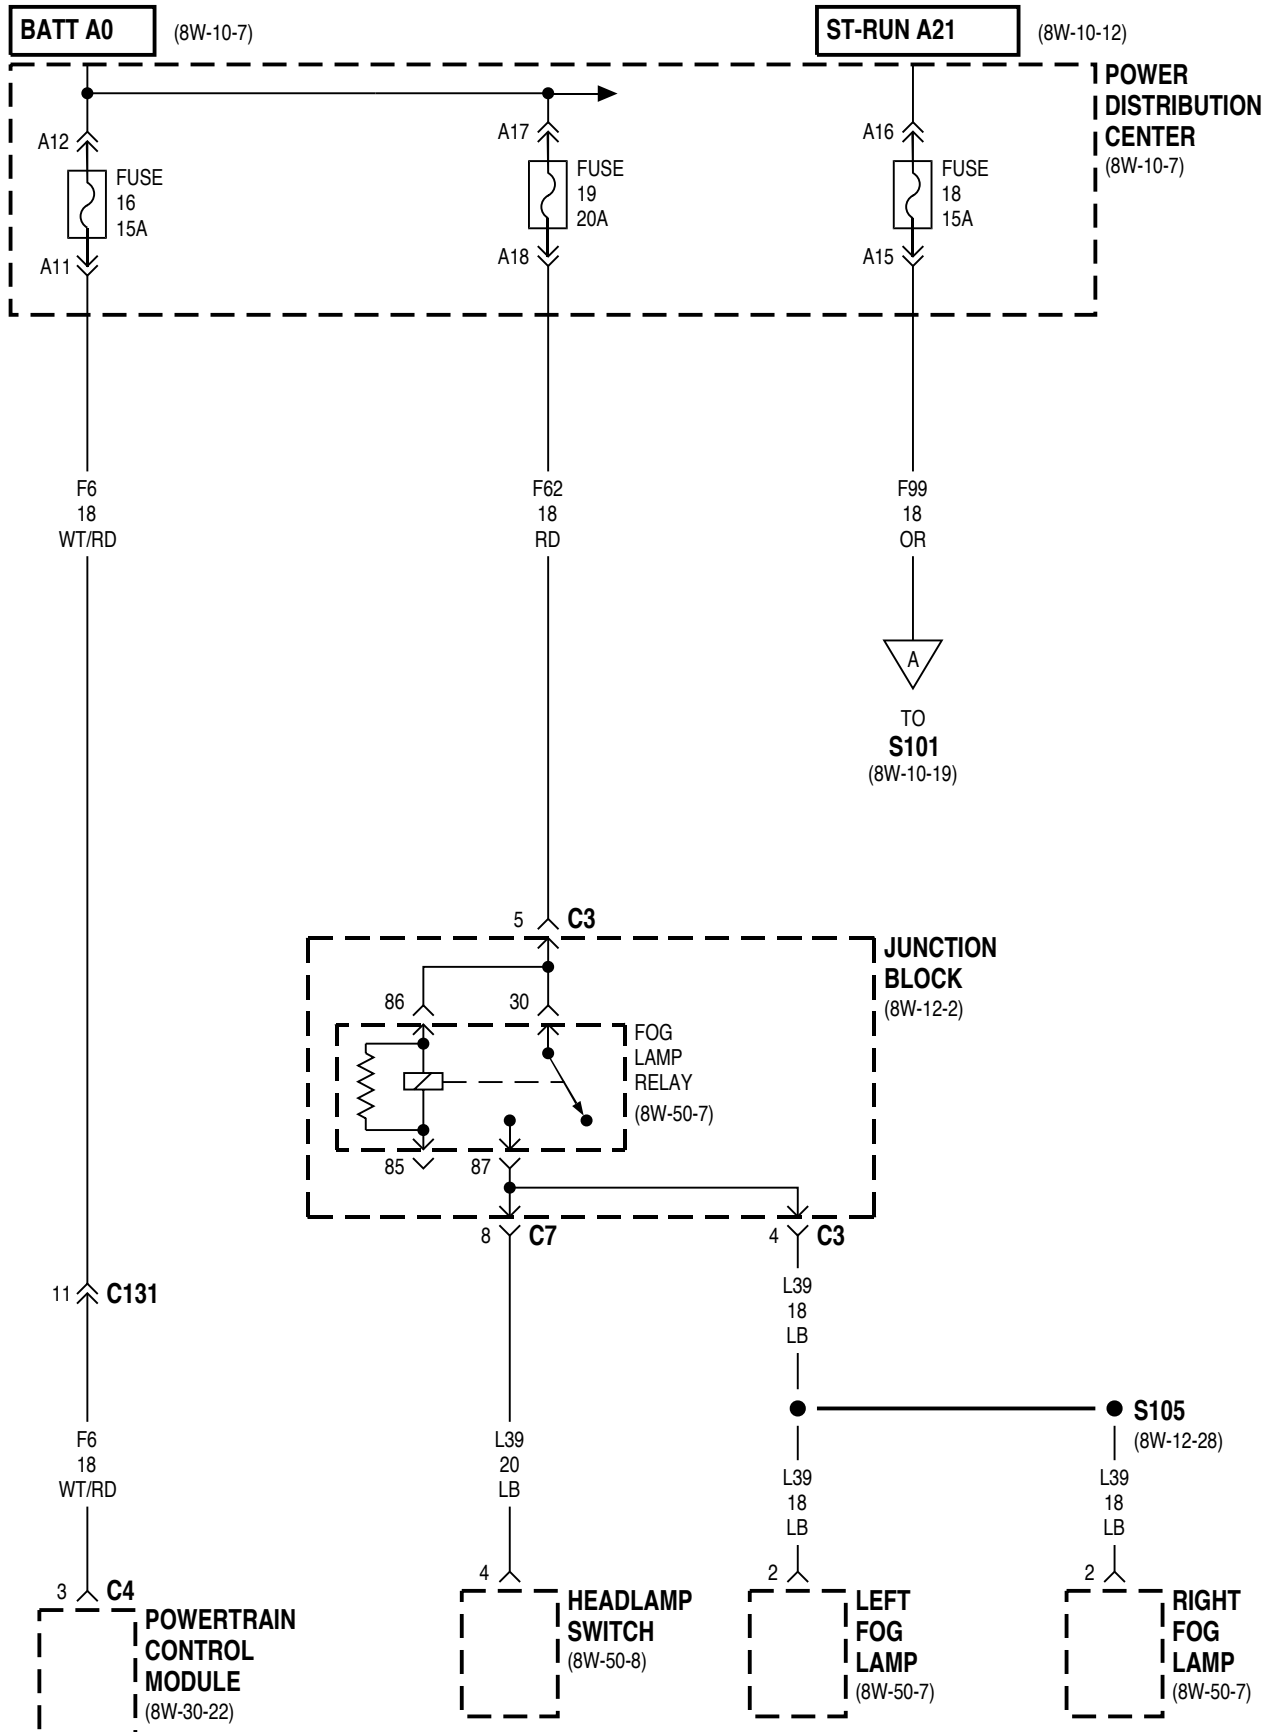 BATT A0
(8W-10-7)
ST-RUN A21
(8W-10-12)
POWER
DISTRIBUTION
CENTER
(8W-10-7)
A12
FUSE
16
15A
A11
A17
FUSE
19
20A
A18
A16
FUSE
18
15A
A15
F6
18
WT/RD
F62
18
RD
F99
18
OR
A
TO
S101
(8W-10-19)
5
C3
JUNCTION
BLOCK
(8W-12-2)
86
30
FOG
LAMP
RELAY
(8W-50-7)
85
87
8
C7
4
C3
11
C131
L39
18
LB
S105
(8W-12-28)
F6
18
WT/RD
L39
20
LB
L39
18
LB
L39
18
LB
3
C4
POWERTRAIN
CONTROL
MODULE
(8W-30-22)
4
HEADLAMP
SWITCH
(8W-50-8)
2
LEFT
FOG
LAMP
(8W-50-7)
2
RIGHT
FOG
LAMP
(8W-50-7)